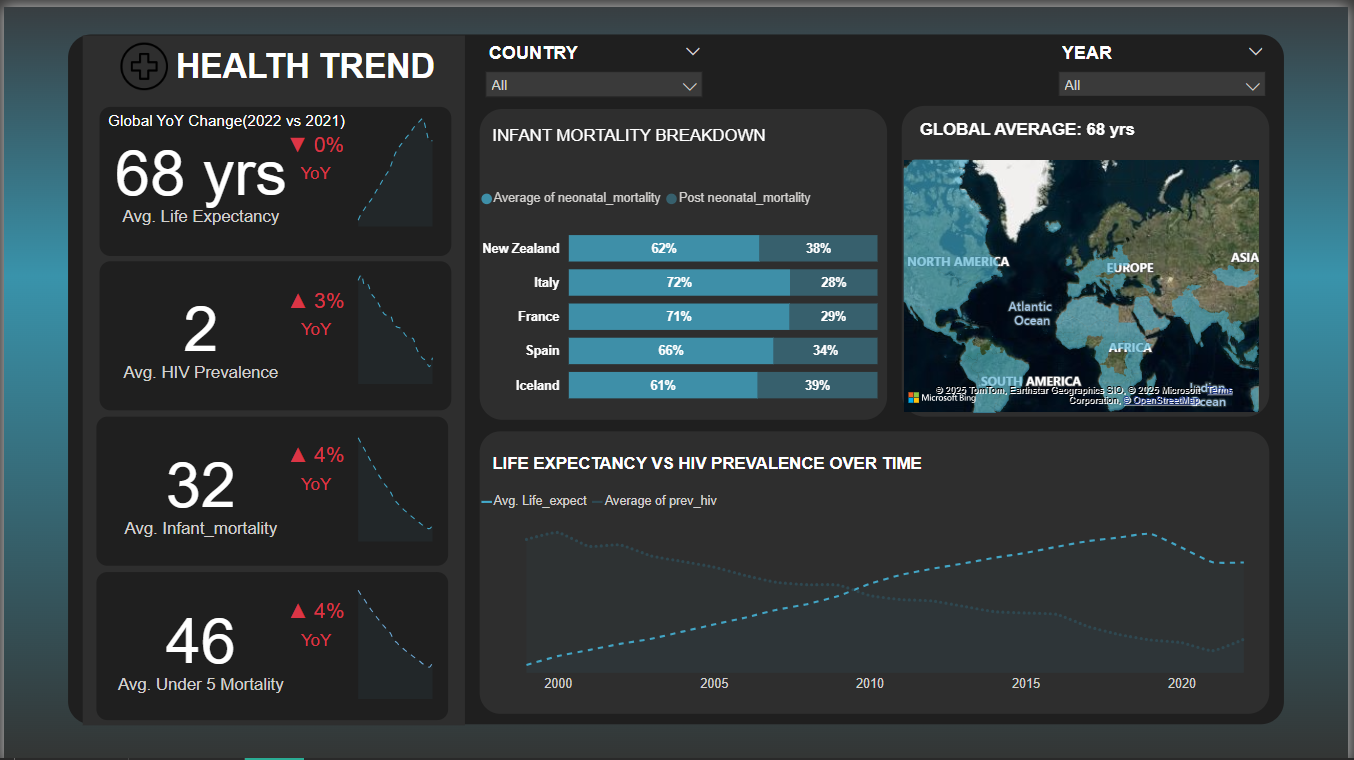 HEALTH TREND
COUNTRY
All
YEAR
All
Global YoY Change(2022 vs 2021)
68 yrs
▼ 0%
YoY
Avg. Life Expectancy
2
▲ 3%
YoY
Avg. HIV Prevalence
32
▲ 4%
YoY
Avg. Infant_mortality
46
▲ 4%
YoY
Avg. Under 5 Mortality
INFANT MORTALITY BREAKDOWN
Average of neonatal_mortality Post neonatal_mortality
New Zealand 62% 38%
Italy 72% 28%
France 71% 29%
Spain 66% 34%
Iceland 61% 39%
GLOBAL AVERAGE: 68 yrs
NORTH AMERICA
EUROPE
ASIA
Atlantic
Ocean
AFRICA
SOUTH AMERICA
Indian
Ocean
Microsoft Bing
© 2025 TomTom, Earthstar Geographics SIO, © 2025 Microsoft Terms
Corporation, © OpenStreetMap
LIFE EXPECTANCY VS HIV PREVALENCE OVER TIME
Avg. Life_expect Average of prev_hiv
2000 2005 2010 2015 2020